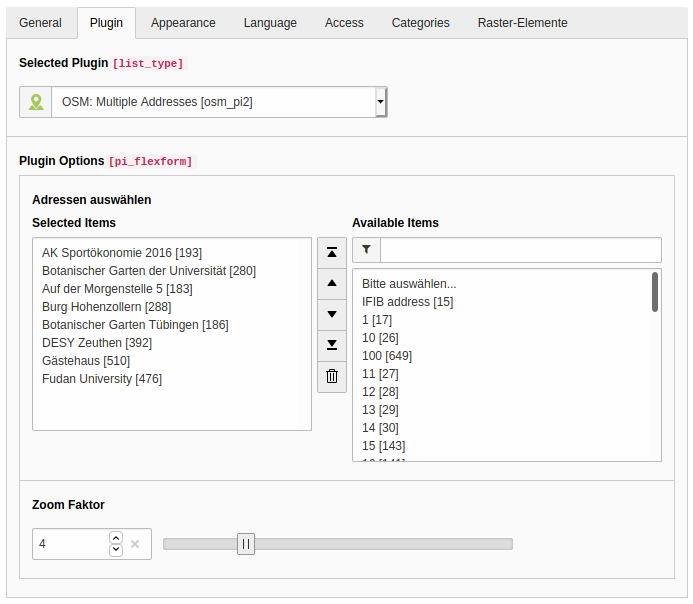 General Plugin Appearance Language Access Categories Raster-Elemente
Selected Plugin [list_type]
OSM: Multiple Addresses [osm_pi2]
Plugin Options [pi_flexform]
Adressen auswählen
Selected Items
AK Sportökonomie 2016 [193]
Botanischer Garten der Universität [280]
Auf der Morgenstelle 5 [183]
Burg Hohenzollern [288]
Botanischer Garten Tübingen [186]
DESY Zeuthen [392]
Gästehaus [510]
Fudan University [476]
Available Items
Bitte auswählen...
IFIB address [15]
1 [17]
10 [26]
100 [649]
11 [27]
12 [28]
13 [29]
14 [30]
15 [143]
Zoom Faktor
4